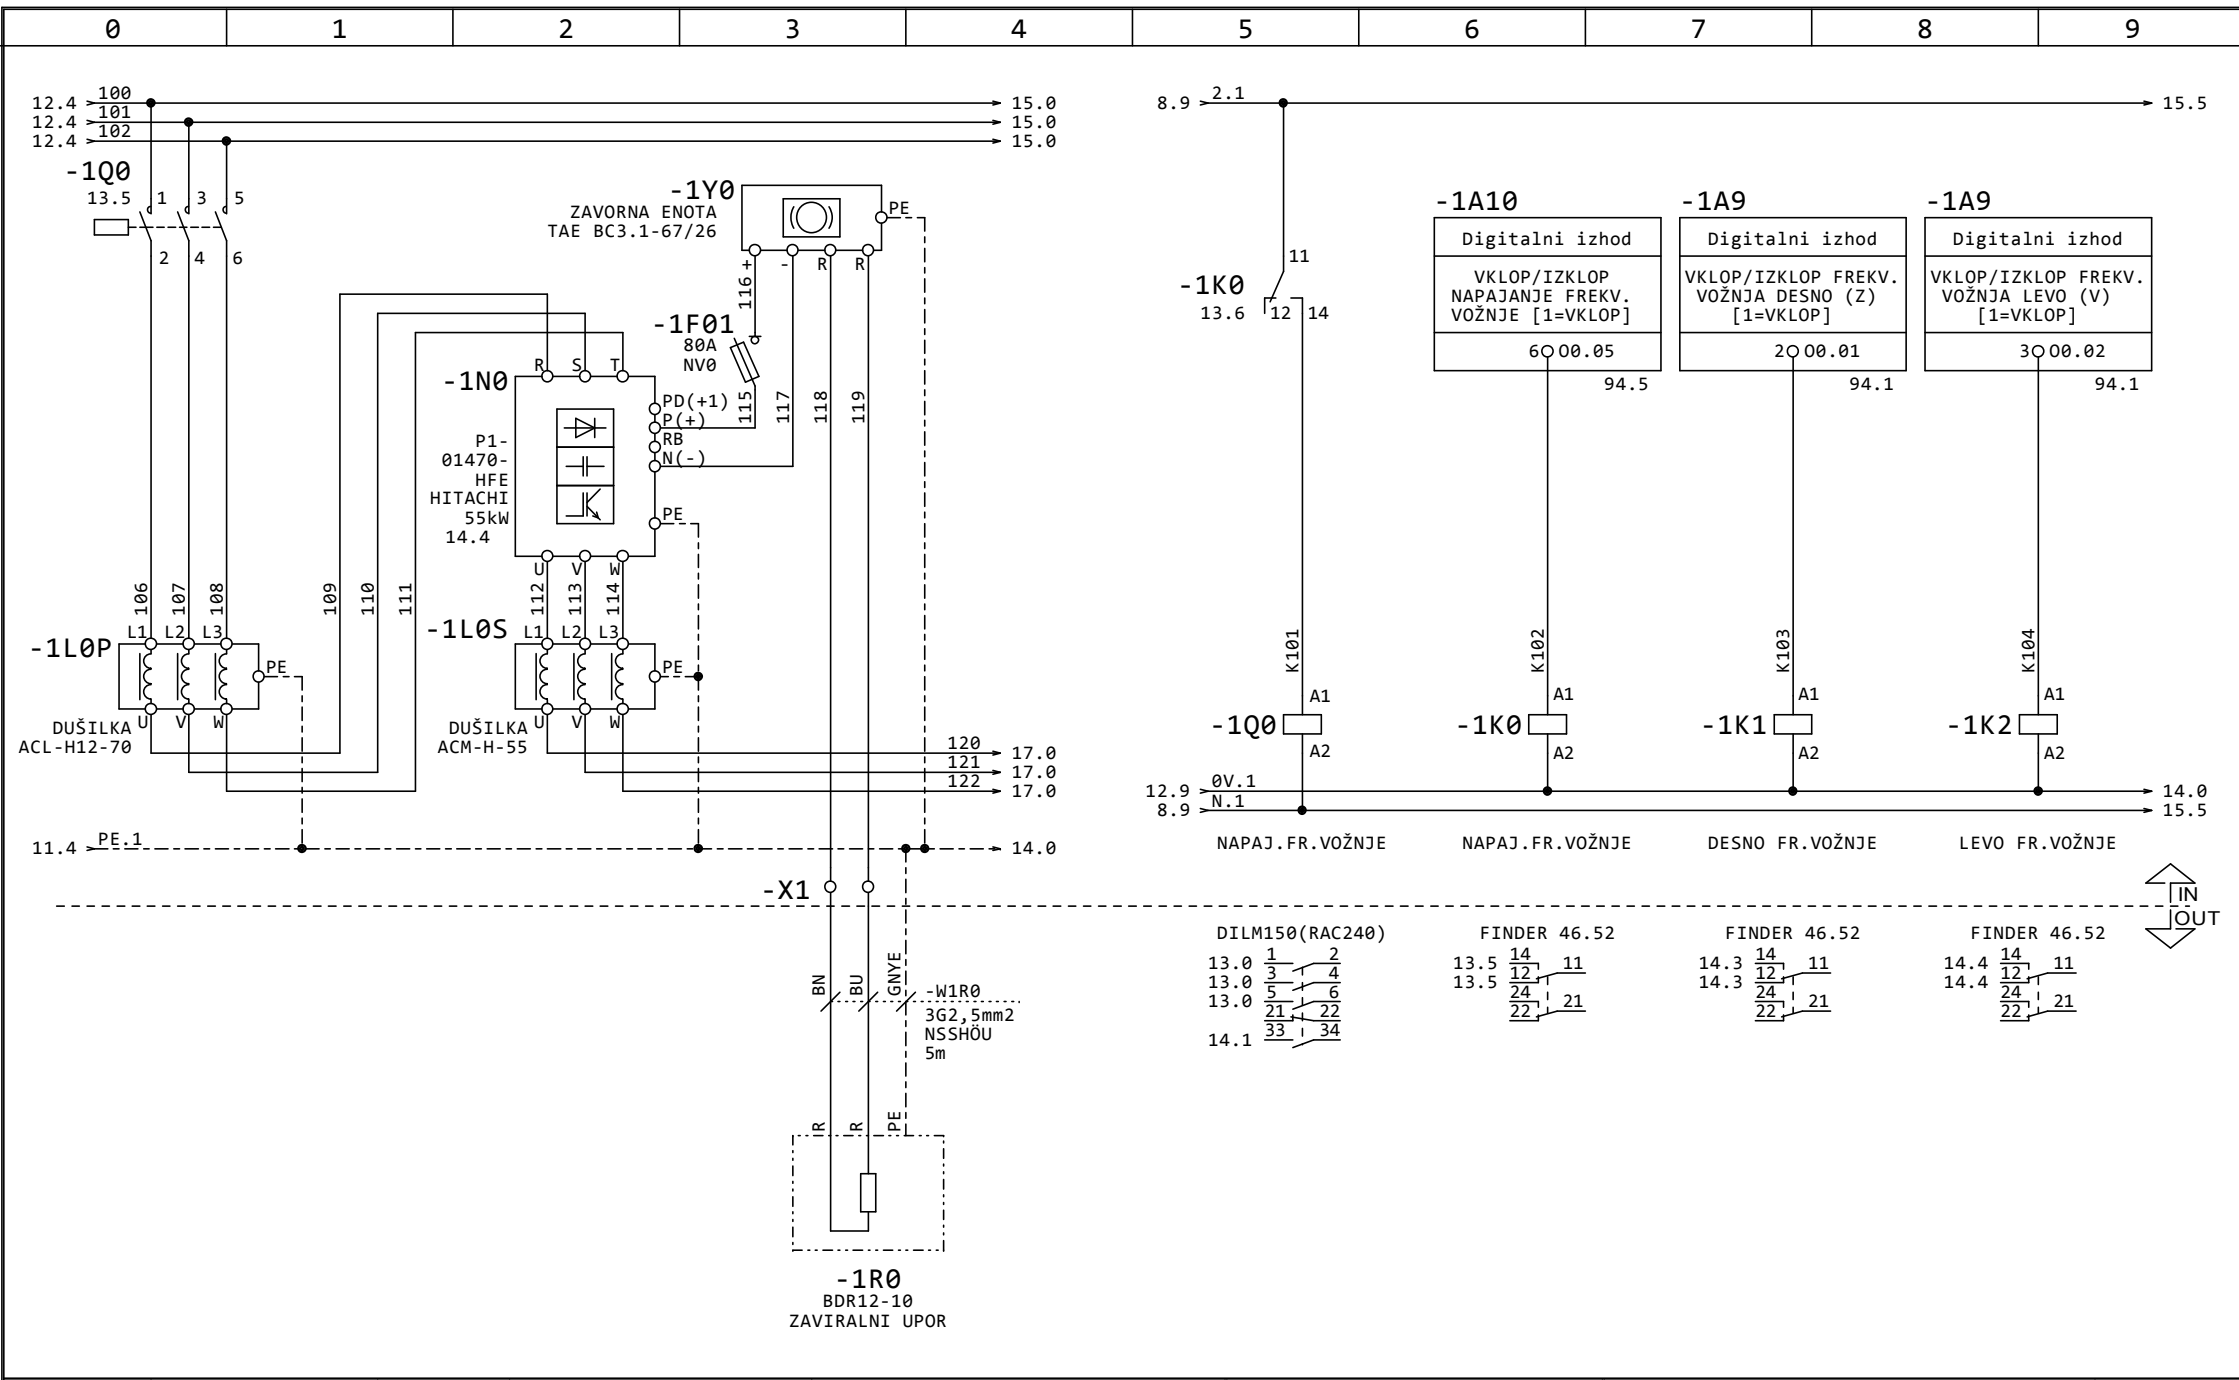 0 1 2 3 4 5 6 7 8 9
12.4 100 15.0
12.4 101 15.0
12.4 102 15.0
8.9 2.1 15.5
-1Q0
13.5 1 3 5
2 4 6
-1Y0
ZAVORNA ENOTA
TAE BC3.1-67/26
PE
+ - R R
116
-1F01
80A
NV0
115 117 118 119
-1N0
R S T
PD(+1)
P(+)
RB
N(-)
P1-
01470-
HFE
HITACHI
55kW
14.4
PE
U V W
106 107 108 109 110 111 112 113 114
-1L0P
L1 L2 L3
PE
U V W
DUŠILKA
ACL-H12-70
-1L0S
L1 L2 L3
PE
U V W
DUŠILKA
ACM-H-55
120 17.0
121 17.0
122 17.0
11.4 PE.1 14.0
-X1
BN BU GNYE
-W1R0
3G2,5mm2
NSSHÖU
5m
R R PE
-1R0
BDR12-10
ZAVIRALNI UPOR
11
-1K0
13.6 12 14
-1A10
Digitalni izhod
VKLOP/IZKLOP
NAPAJANJE FREKV.
VOŽNJE [1=VKLOP]
6 O0.05
94.5
-1A9
Digitalni izhod
VKLOP/IZKLOP FREKV.
VOŽNJA DESNO (Z)
[1=VKLOP]
2 O0.01
94.1
-1A9
Digitalni izhod
VKLOP/IZKLOP FREKV.
VOŽNJA LEVO (V)
[1=VKLOP]
3 O0.02
94.1
K101 K102 K103 K104
A1 A1 A1 A1
-1Q0 -1K0 -1K1 -1K2
A2 A2 A2 A2
12.9 0V.1 14.0
8.9 N.1 15.5
NAPAJ.FR.VOŽNJE NAPAJ.FR.VOŽNJE DESNO FR.VOŽNJE LEVO FR.VOŽNJE
IN
OUT
DILM150(RAC240)
13.0 1 2
13.0 3 4
13.0 5 6
21 22
14.1 33 34
FINDER 46.52
13.5 14
13.5 12 11
24
22 21
FINDER 46.52
14.3 14
14.3 12 11
24
22 21
FINDER 46.52
14.4 14
14.4 12 11
24
22 21